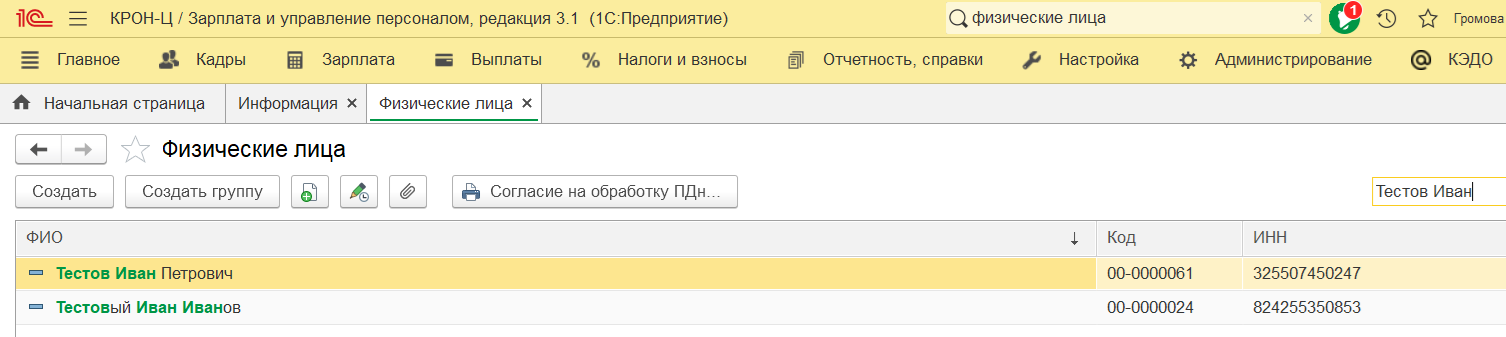 1С КРОН-Ц / Зарплата и управление персоналом, редакция 3.1 (1С:Предприятие) физические лица × 1 Громова
Главное Кадры Зарплата Выплаты % Налоги и взносы Отчетность, справки Настройка Администрирование @ КЭДО
Начальная страница Информация × Физические лица ×
Физические лица
Создать Создать группу Согласие на обработку ПДн... Тестов Иван
ФИО ↓ Код ИНН
Тестов Иван Петрович 00-0000061 325507450247
Тестовый Иван Иванов 00-0000024 824255350853